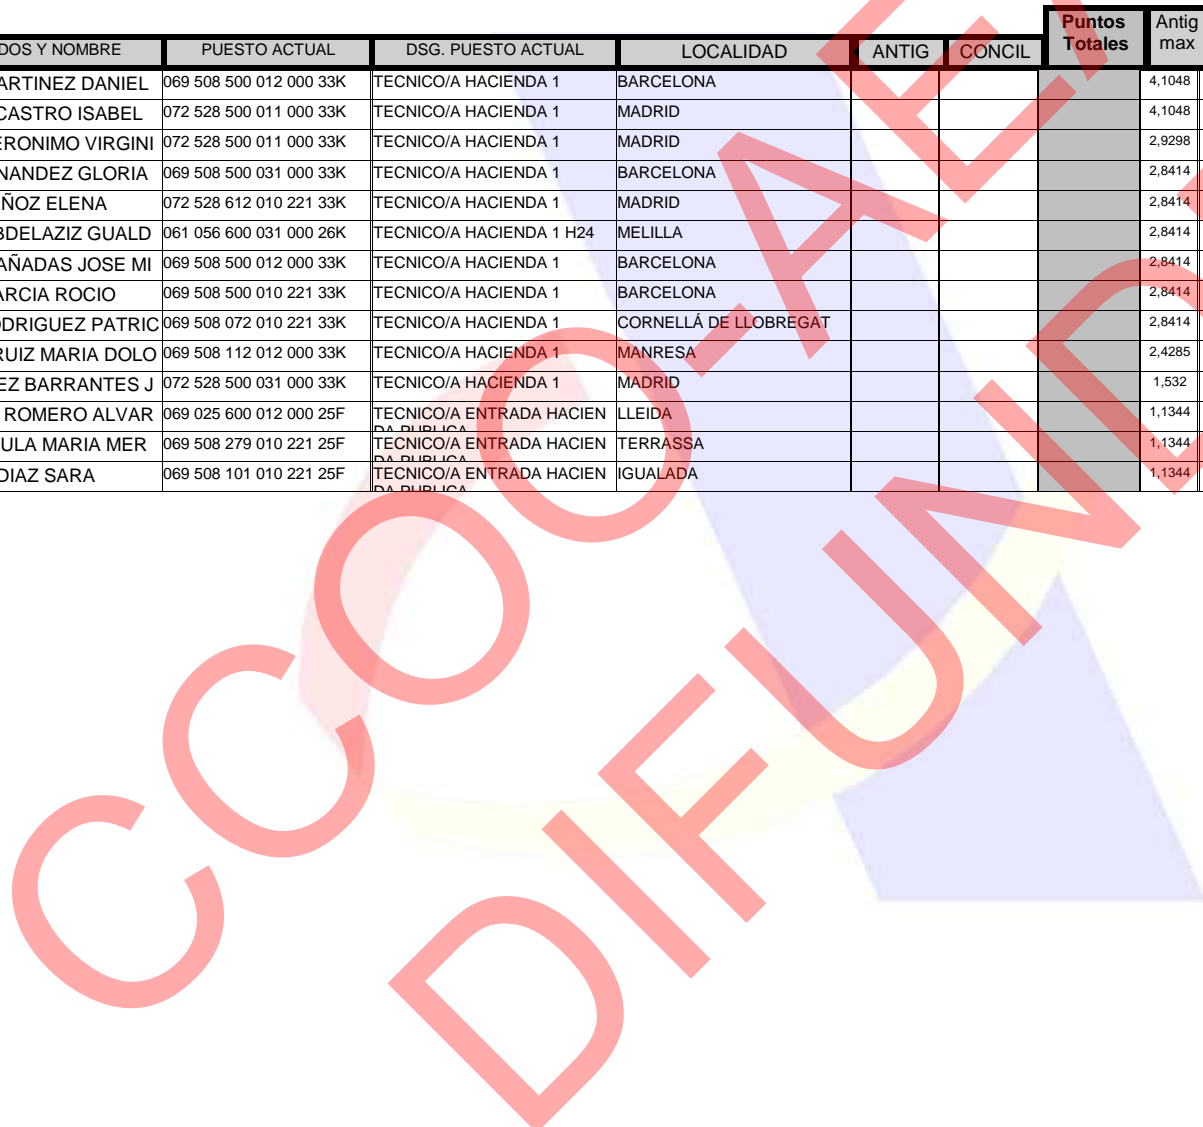 Puntos Totales Antig max
DOS Y NOMBRE PUESTO ACTUAL DSG. PUESTO ACTUAL LOCALIDAD ANTIG CONCIL
ARTINEZ DANIEL 069 508 500 012 000 33K TECNICO/A HACIENDA 1 BARCELONA 4,1048
CASTRO ISABEL 072 528 500 011 000 33K TECNICO/A HACIENDA 1 MADRID 4,1048
ERONIMO VIRGINI 072 528 500 011 000 33K TECNICO/A HACIENDA 1 MADRID 2,9298
NANDEZ GLORIA 069 508 500 031 000 33K TECNICO/A HACIENDA 1 BARCELONA 2,8414
ÑOZ ELENA 072 528 612 010 221 33K TECNICO/A HACIENDA 1 MADRID 2,8414
BDELAZIZ GUALD 061 056 600 031 000 26K TECNICO/A HACIENDA 1 H24 MELILLA 2,8414
AÑADAS JOSE MI 069 508 500 012 000 33K TECNICO/A HACIENDA 1 BARCELONA 2,8414
ARCIA ROCIO 069 508 500 010 221 33K TECNICO/A HACIENDA 1 BARCELONA 2,8414
ODRIGUEZ PATRIC 069 508 072 010 221 33K TECNICO/A HACIENDA 1 CORNELLÁ DE LLOBREGAT 2,8414
RUIZ MARIA DOLO 069 508 112 012 000 33K TECNICO/A HACIENDA 1 MANRESA 2,4285
EZ BARRANTES J 072 528 500 031 000 33K TECNICO/A HACIENDA 1 MADRID 1,532
ROMERO ALVAR 069 025 600 012 000 25F TECNICO/A ENTRADA HACIEN LLEIDA 1,1344
DA PUBLICA
ULA MARIA MER 069 508 279 010 221 25F TECNICO/A ENTRADA HACIEN TERRASSA 1,1344
DA PUBLICA
DIAZ SARA 069 508 101 010 221 25F TECNICO/A ENTRADA HACIEN IGUALADA 1,1344
DA PUBLICA
CCOO-AEA
DIFUND